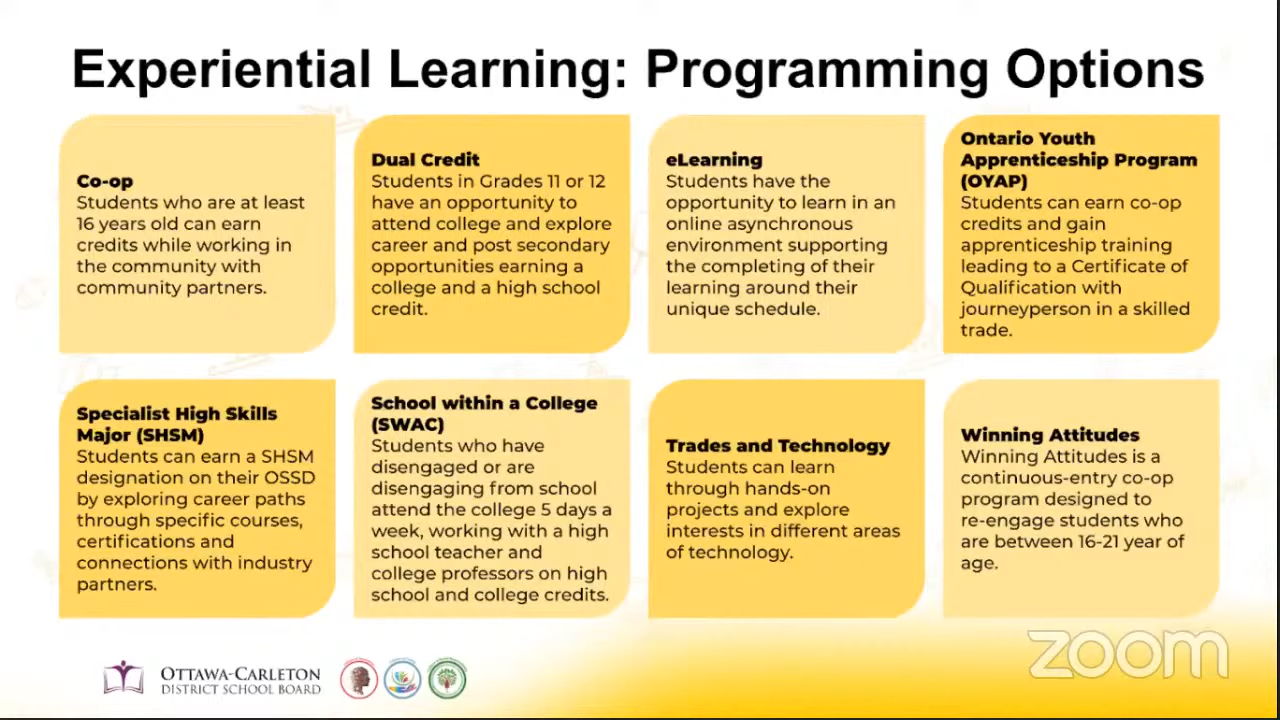 Experiential Learning: Programming Options
Co-op
Students who are at least
16 years old can earn
credits while working in
the community with
community partners.
Dual Credit
Students in Grades 11 or 12
have an opportunity to
attend college and explore
career and post secondary
opportunities earning a
college and a high school
credit.
eLearning
Students have the
opportunity to learn in an
online asynchronous
environment supporting
the completing of their
learning around their
unique schedule.
Ontario Youth
Apprenticeship Program
(OYAP)
Students can earn co-op
credits and gain
apprenticeship training
leading to a Certificate of
Qualification with
journeyperson in a skilled
trade.
Specialist High Skills
Major (SHSM)
Students can earn a SHSM
designation on their OSSD
by exploring career paths
through specific courses,
certifications and
connections with industry
partners.
School within a College
(SWAC)
Students who have
disengaged or are
disengaging from school
attend the college 5 days a
week, working with a high
school teacher and
college professors on high
school and college credits.
Trades and Technology
Students can learn
through hands-on
projects and explore
interests in different areas
of technology.
Winning Attitudes
Winning Attitudes is a
continuous-entry co-op
program designed to
re-engage students who
are between 16-21 year of
age.
OTTAWA-CARLETON
DISTRICT SCHOOL BOARD
zoom